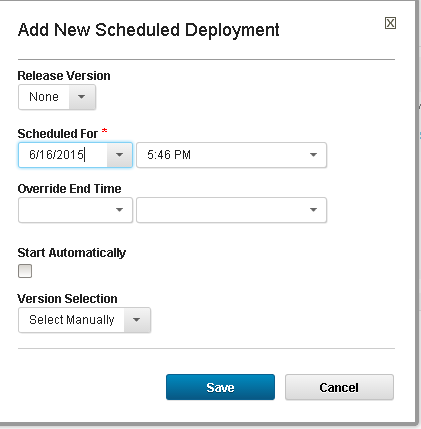 Add New Scheduled Deployment
Release Version
None
Scheduled For *
6/16/2015 5:46 PM
Override End Time
Start Automatically
Version Selection
Select Manually
Save Cancel